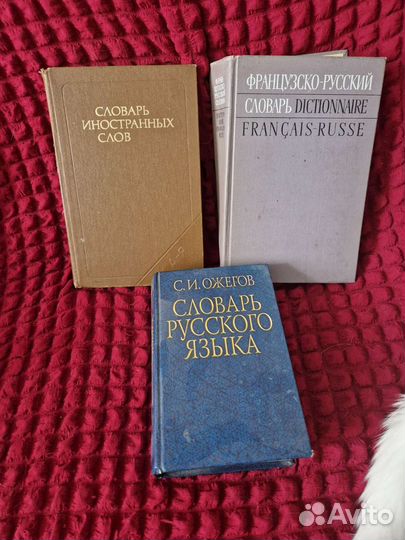 СЛОВАРЬ
ИНОСТРАННЫХ
СЛОВ
ФРАНЦУЗСКО-РУССКИЙ
СЛОВАРЬ DICTIONNAIRE
FRANÇAIS-RUSSE
С. И. ОЖЕГОВ
СЛОВАРЬ
РУССКОГО
ЯЗЫКА
Avito